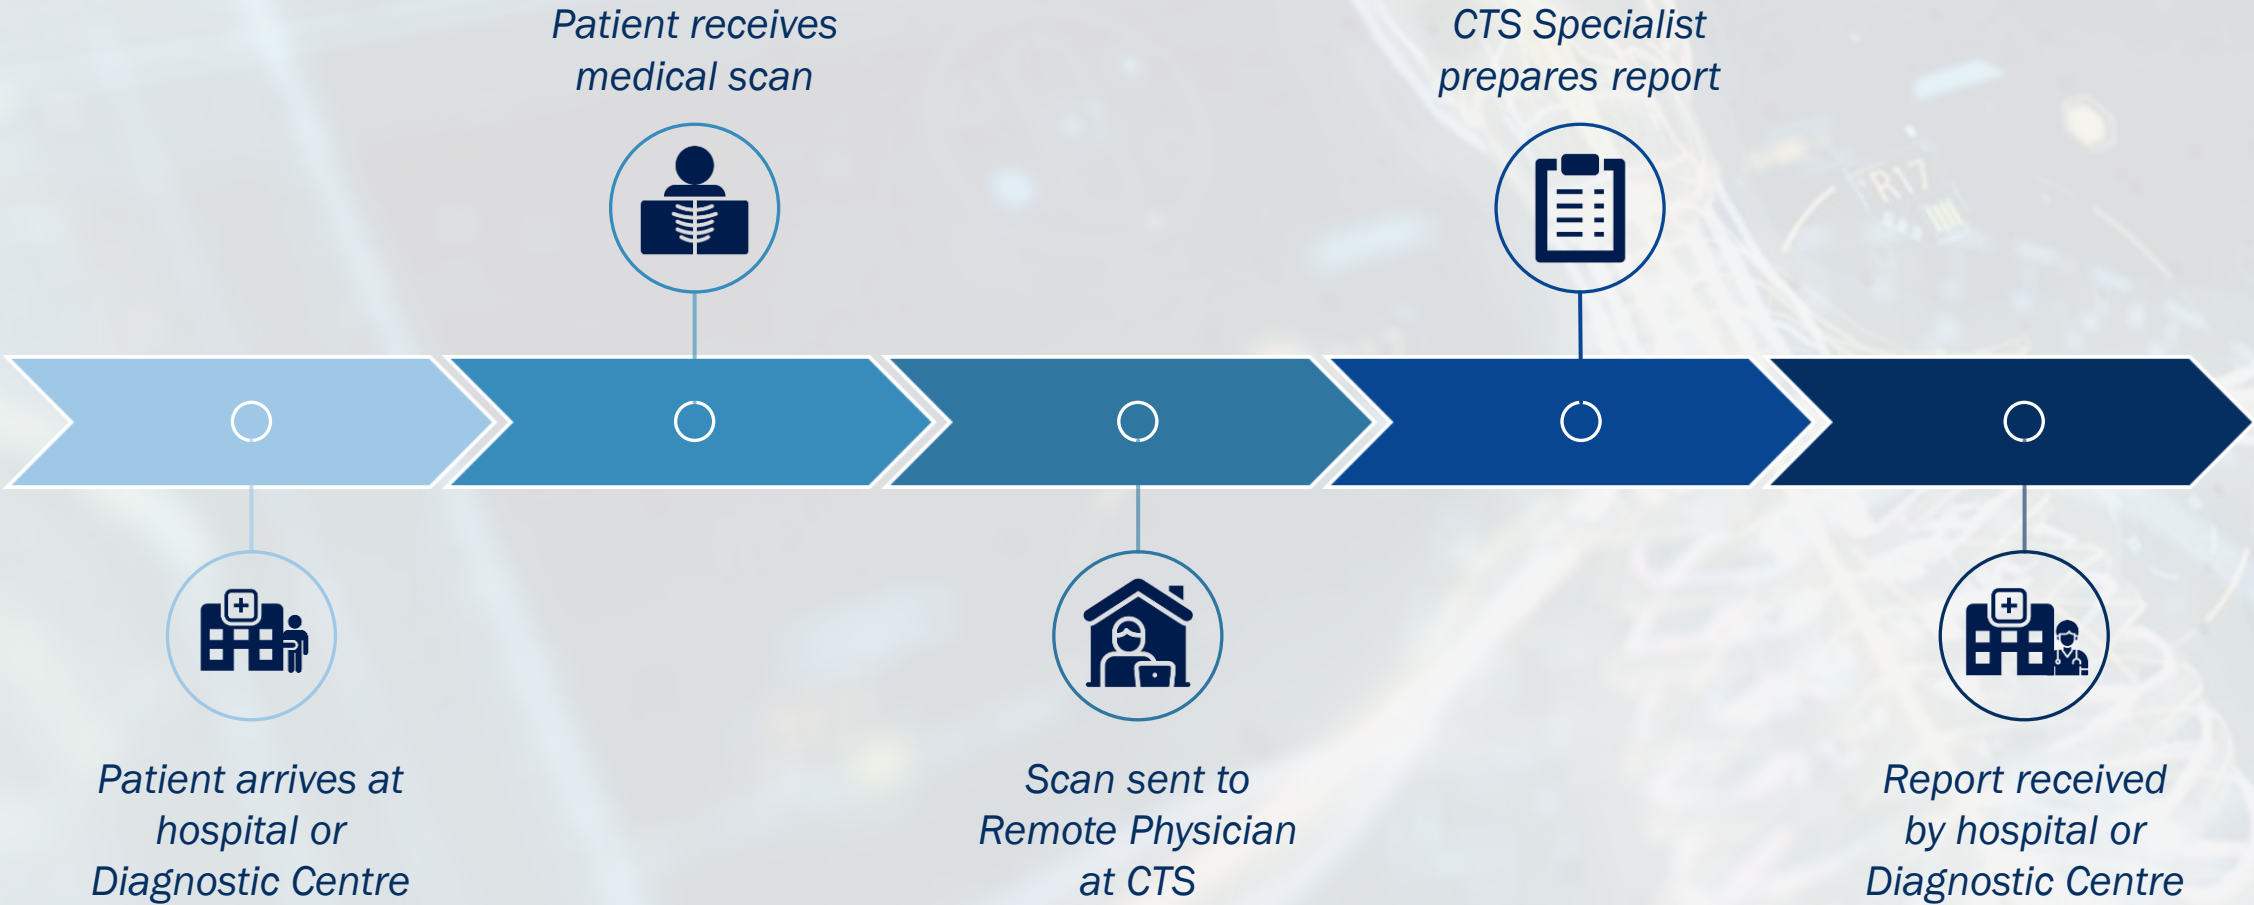 Patient receives
medical scan
CTS Specialist
prepares report
R17
Patient arrives at
hospital or
Diagnostic Centre
Scan sent to
Remote Physician
at CTS
Report received
by hospital or
Diagnostic Centre